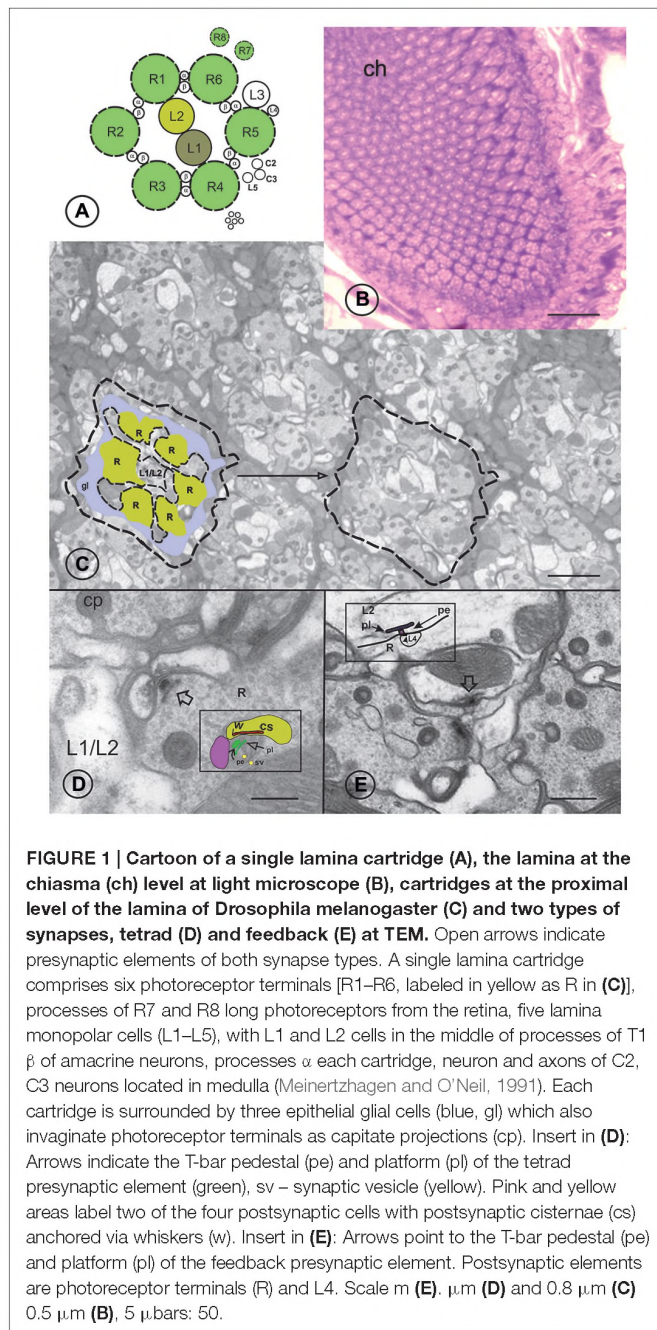 R8
R7
R1
R6
L3
L4
α
β
β
α
L2
R2
R5
L1
β
α
C2
C3
L5
R3
R4
A
ch
B
R
R
R
R
L1/L2
R
R
gl
R
C
cp
R
L1/L2
w
cs
pl
pe
sv
D
L2
pl
pe
L4
R
E
FIGURE 1 | Cartoon of a single lamina cartridge (A), the lamina at the
chiasma (ch) level at light microscope (B), cartridges at the proximal
level of the lamina of Drosophila melanogaster (C) and two types of
synapses, tetrad (D) and feedback (E) at TEM. Open arrows indicate
presynaptic elements of both synapse types. A single lamina cartridge
comprises six photoreceptor terminals [R1–R6, labeled in yellow as R in (C)],
processes of R7 and R8 long photoreceptors from the retina, five lamina
monopolar cells (L1–L5), with L1 and L2 cells in the middle of processes of T1
β of amacrine neurons, processes α each cartridge, neuron and axons of C2,
C3 neurons located in medulla (Meinertzhagen and O'Neil, 1991). Each
cartridge is surrounded by three epithelial glial cells (blue, gl) which also
invaginate photoreceptor terminals as capitate projections (cp). Insert in (D):
Arrows indicate the T-bar pedestal (pe) and platform (pl) of the tetrad
presynaptic element (green), sv – synaptic vesicle (yellow). Pink and yellow
areas label two of the four postsynaptic cells with postsynaptic cisternae (cs)
anchored via whiskers (w). Insert in (E): Arrows point to the T-bar pedestal (pe)
and platform (pl) of the feedback presynaptic element. Postsynaptic elements
are photoreceptor terminals (R) and L4. Scale m (E). μm (D) and 0.8 μm (C)
0.5 μm (B), 5 μbars: 50.